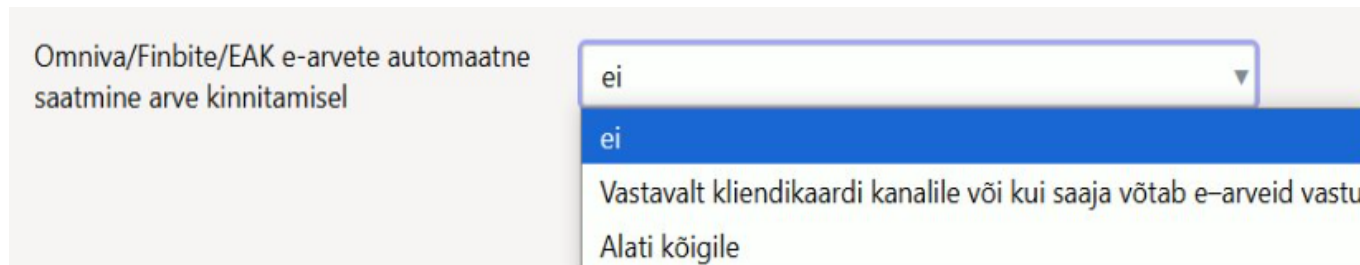 Omniva/Finbite/EAK e-arvete automaatne
saatmine arve kinnitamisel
ei
ei
Vastavalt kliendikaardi kanalile või kui saaja võtab e–arveid vastu
Alati kõigile